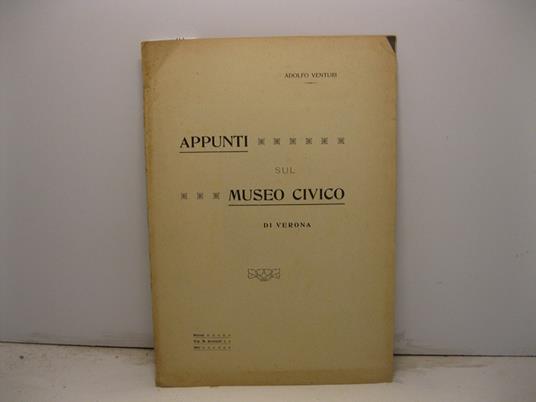 ADOLFO VENTURI
APPUNTI
SUL
MUSEO CIVICO
DI VERONA